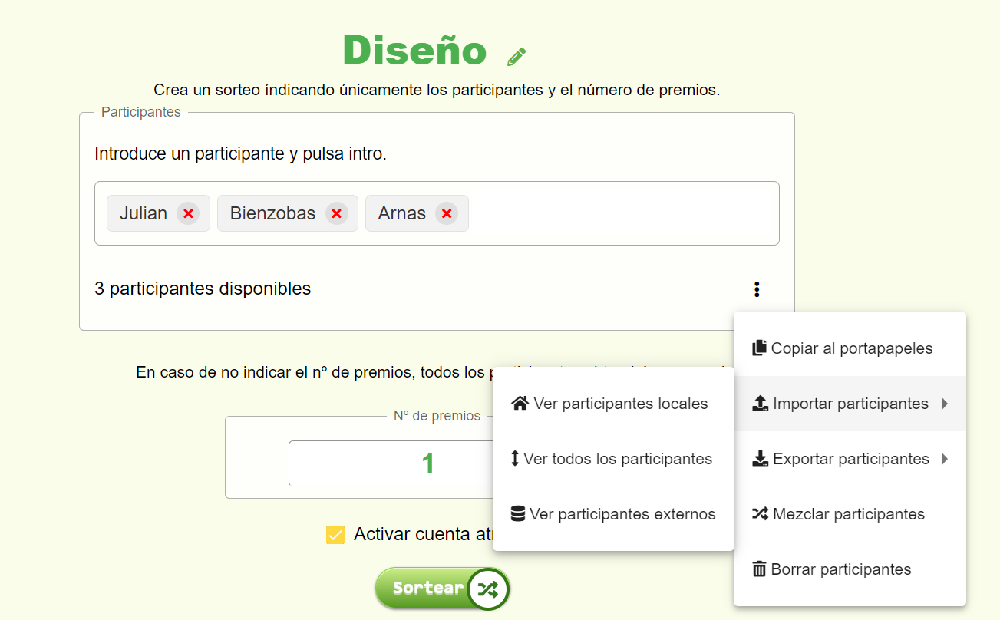 Diseño
Crea un sorteo índicando únicamente los participantes y el número de premios.
Participantes
Introduce un participante y pulsa intro.
Julian Bienzobas Arnas
3 participantes disponibles
En caso de no indicar el nº de premios, todos los
Nº de premios
1
Activar cuenta
Sortear
Copiar al portapapeles
Importar participantes
Exportar participantes
Mezclar participantes
Borrar participantes
Ver participantes locales
Ver todos los participantes
Ver participantes externos